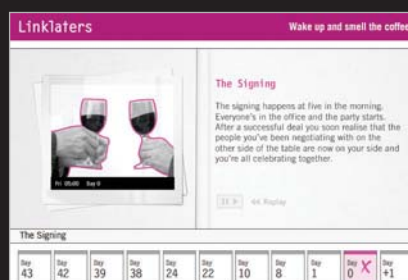 Linklaters
Wake up and smell the coffee
The Signing
The signing happens at five in the morning.
Everyone's in the office and the party starts.
After a successful deal you soon realise that the
people you've been negotiating with on the
other side of the table are now on your side and
you're all celebrating together.
Fri 05:00 Day 0
Replay
The Signing
Day Day Day Day Day Day Day Day Day Day Day
43 42 39 38 24 22 10 8 1 0 +1